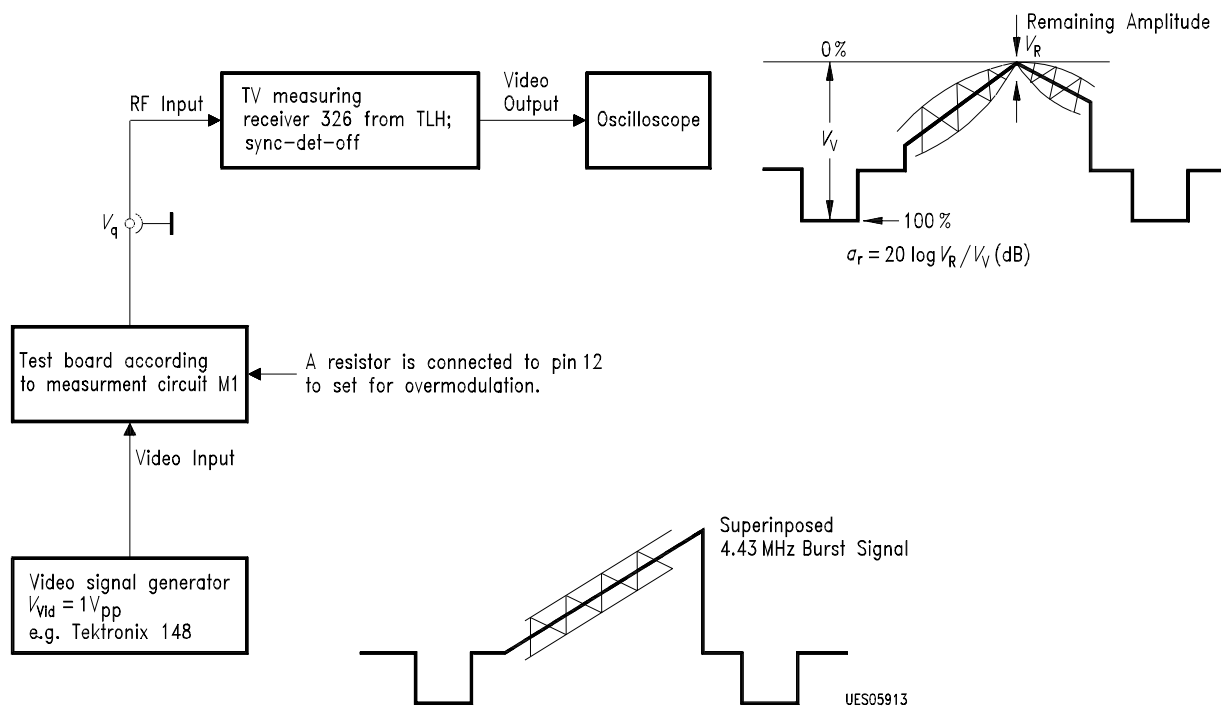 Remaining Amplitude
V_R
0%
RF Input
TV measuring
receiver 326 from TLH;
sync-det-off
Video
Output
Oscilloscope
V_V
100%
a_r = 20 log V_R / V_V (dB)
V_q
Test board according
to measurment circuit M1
A resistor is connected to pin 12
to set for overmodulation.
Video Input
Superinposed
4.43 MHz Burst Signal
Video signal generator
V_Vid = 1V_pp
e.g. Tektronix 148
UES05913